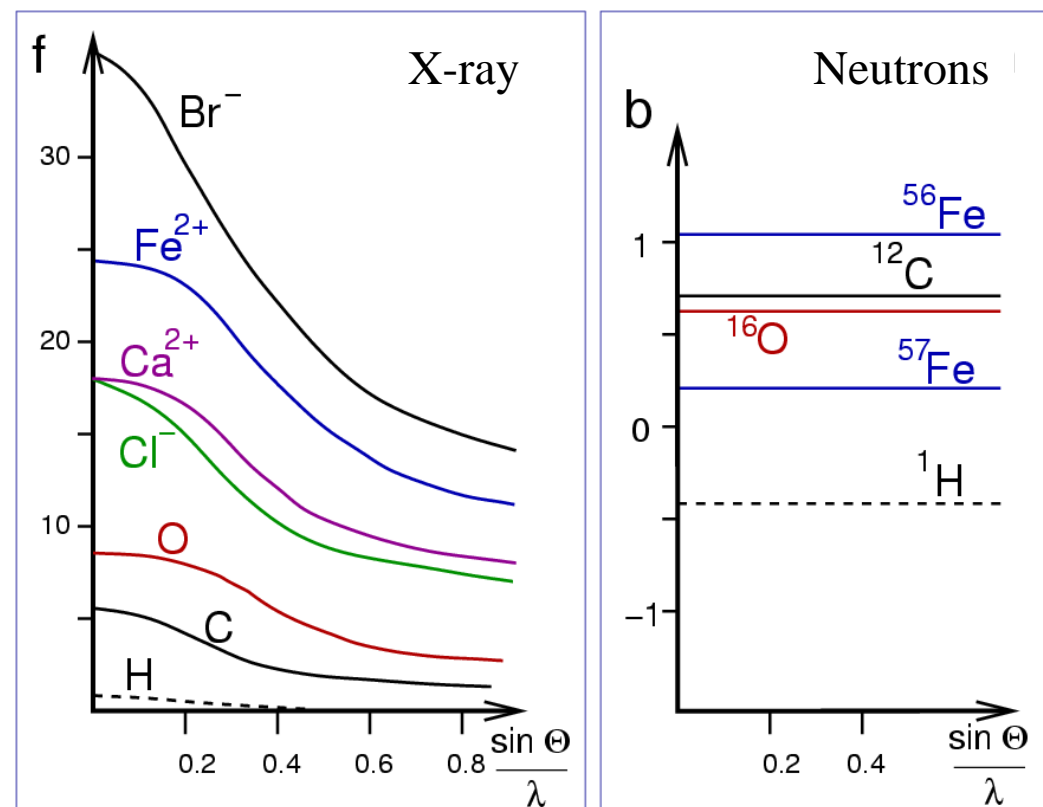 f
X-ray
Br⁻
30
Fe²⁺
20
Ca²⁺
Cl⁻
10
O
C
H
0.2 0.4 0.6 0.8
sin Θ
λ
Neutrons
b
⁵⁶Fe
1
¹²C
¹⁶O
⁵⁷Fe
0
¹H
−1
0.2 0.4
sin Θ
λ